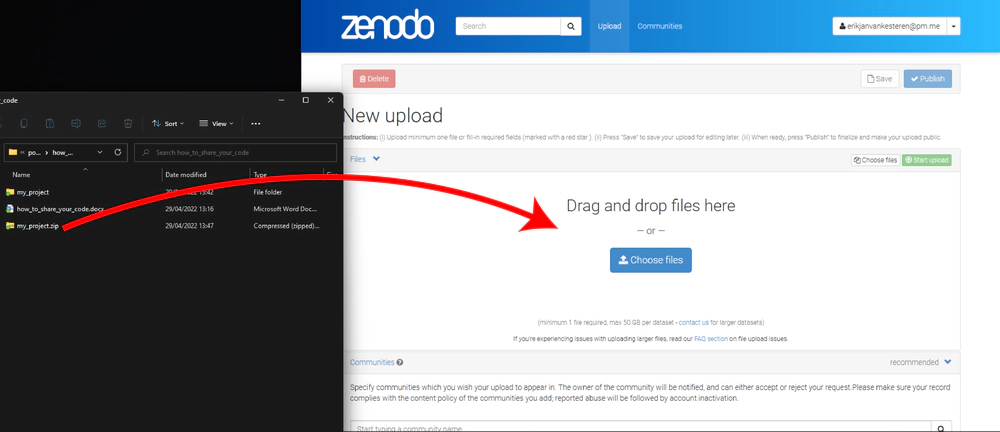 zenodo
Search
Upload
Communities
erikjanvankesteren@pm.me
Delete
Save
Publish
New upload
nstructions: (i) Upload minimum one file or fill-in required fields (marked with a red star ). (ii) Press "Save" to save your upload for editing later. (iii) When ready, press "Publish" to finalize and make your upload public.
Files
Choose files
Start upload
Drag and drop files here
— or —
Choose files
(minimum 1 file required, max 50 GB per dataset - contact us for larger datasets)
If you're experiencing issues with uploading larger files, read our FAQ section on file upload issues.
Communities
recommended
Specify communities which you wish your upload to appear in. The owner of the community will be notified, and can either accept or reject your request.Please make sure your record
complies with the content policy of the communities you add; reported abuse will be followed by account inactivation.
Start typing a community name
y_code
Sort
View
po...
how_...
Search how_to_share_your_code
Name
Date modified
Type
my_project
29/04/2022 13:42
File folder
how_to_share_your_code.docx
29/04/2022 13:16
Microsoft Word Doc...
my_project.zip
29/04/2022 13:47
Compressed (zipped)...